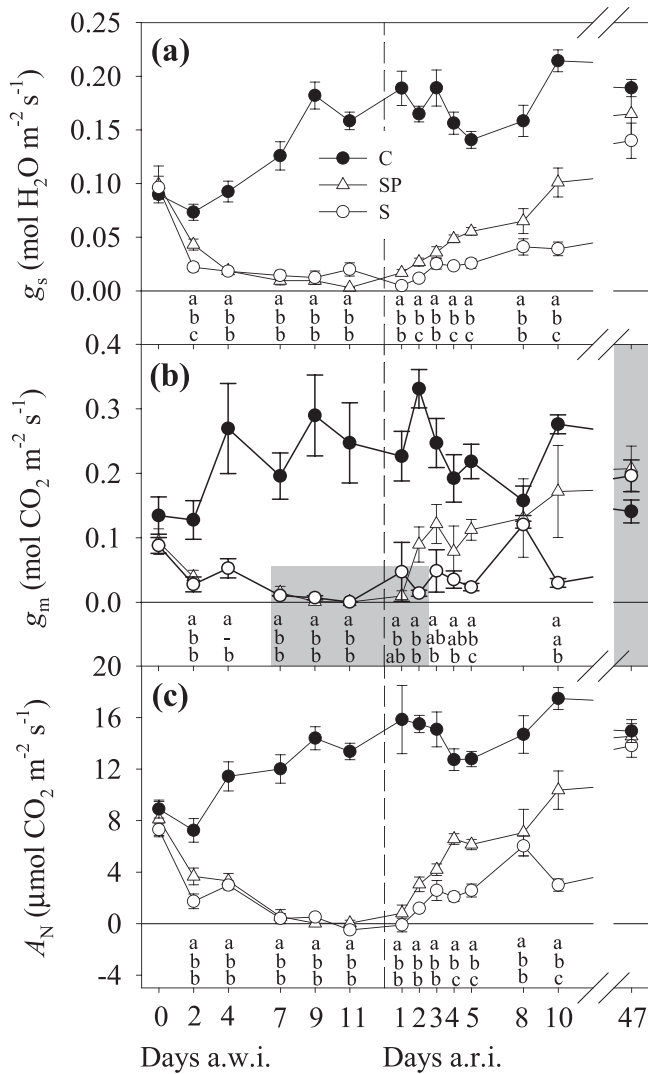 0.25
(a)
0.20
0.15
C
SP
S
0.10
0.05
0.00
g_s (mol H₂O m⁻² s⁻¹)
a a a a a a a a a a a a
b b b b b b b b b b b b
c b b b b b c b c c b c
0.4
(b)
0.3
0.2
0.1
0.0
g_m (mol CO₂ m⁻² s⁻¹)
a a a a a a a a a a a
b - b b b b b ab ab b a
b b b b b ab b b b c b
20
(c)
16
12
8
4
0
-4
A_N (μmol CO₂ m⁻² s⁻¹)
a a a a a a a a a a a a
b b b b b b b b b b b b
b b b b b b b b c c b c
0 2 4 7 9 11 1 2 3 4 5 8 10 47
Days a.w.i. Days a.r.i.